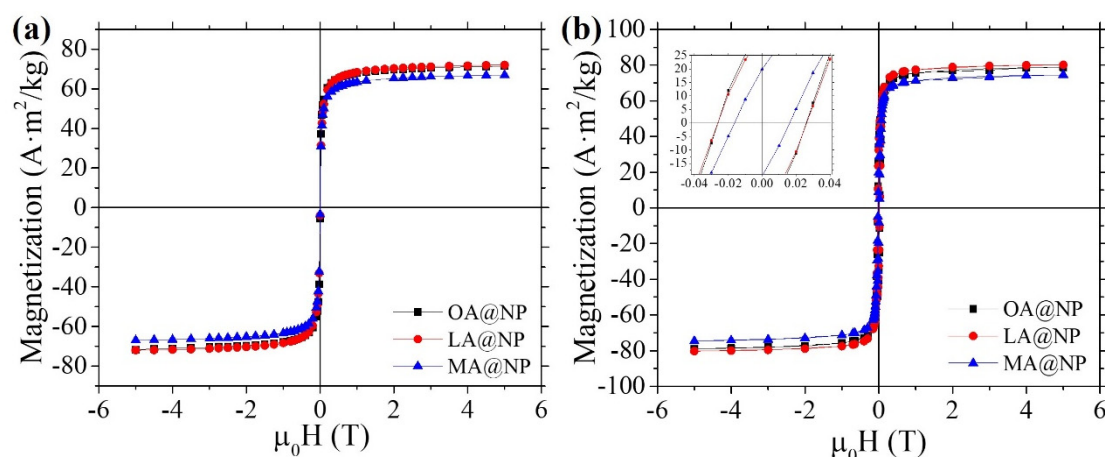 (a)
Magnetization (A·m²/kg)
80
60
40
20
0
-20
-40
-60
-80
OA@NP
LA@NP
MA@NP
-6 -4 -2 0 2 4 6
μ₀H (T)
(b)
Magnetization (A·m²/kg)
100
80
60
40
20
0
-20
-40
-60
-80
-100
25
20
15
10
5
0
-5
-10
-15
-0.04 -0.02 0.00 0.02 0.04
OA@NP
LA@NP
MA@NP
-6 -4 -2 0 2 4 6
μ₀H (T)